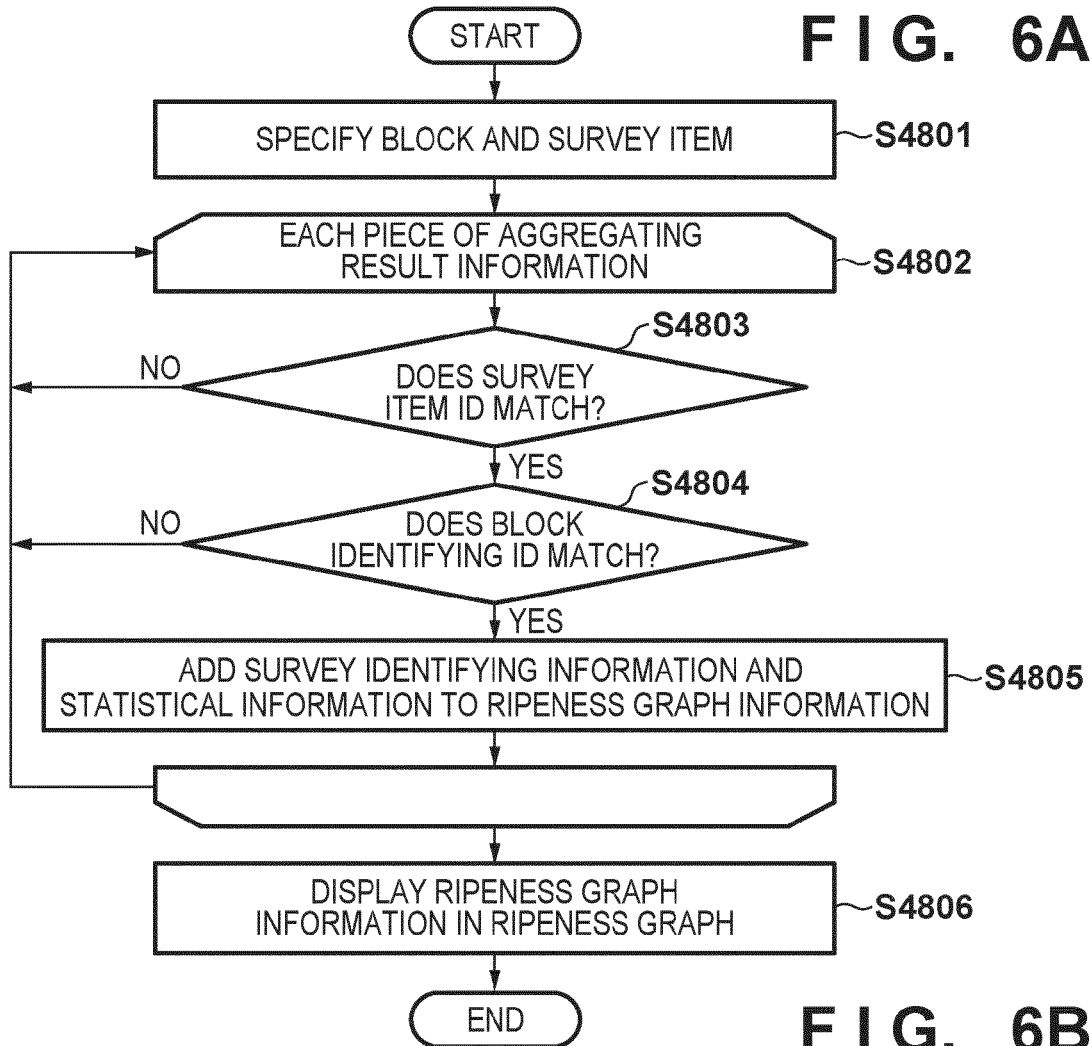 START
F I G. 6A
SPECIFY BLOCK AND SURVEY ITEM
S4801
EACH PIECE OF AGGREGATING
RESULT INFORMATION
S4802
S4803
NO
DOES SURVEY
ITEM ID MATCH?
YES
S4804
NO
DOES BLOCK
IDENTIFYING ID MATCH?
YES
ADD SURVEY IDENTIFYING INFORMATION AND
STATISTICAL INFORMATION TO RIPENESS GRAPH INFORMATION
S4805
DISPLAY RIPENESS GRAPH
INFORMATION IN RIPENESS GRAPH
S4806
END
F I G. 6B